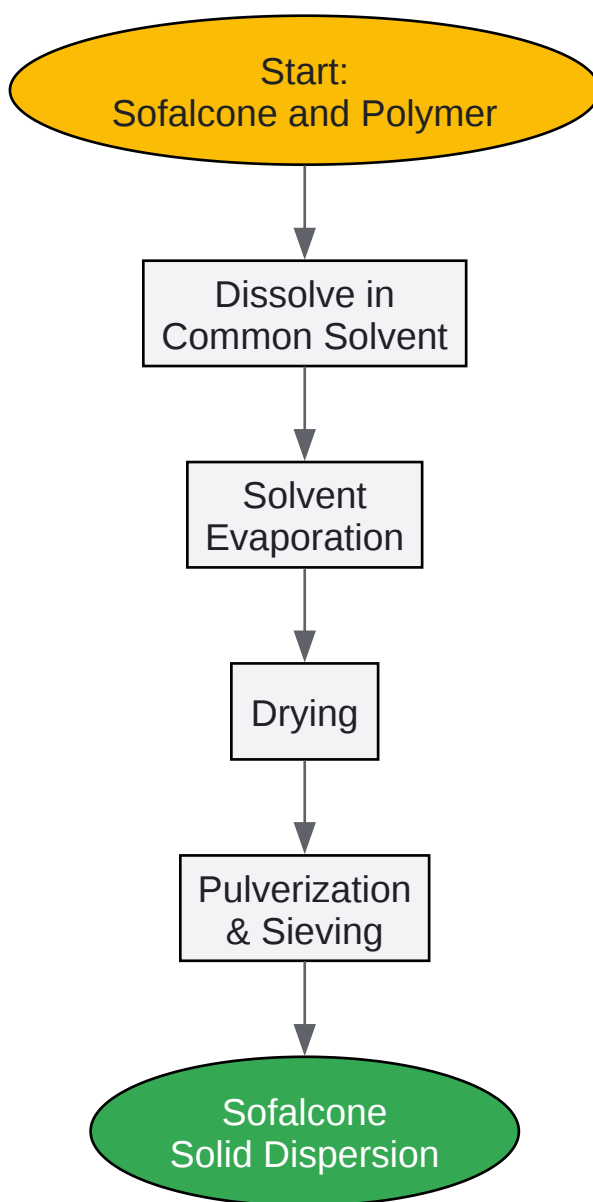 Start:
Sofalcone and Polymer
Dissolve in
Common Solvent
Solvent
Evaporation
Drying
Pulverization
& Sieving
Sofalcone
Solid Dispersion